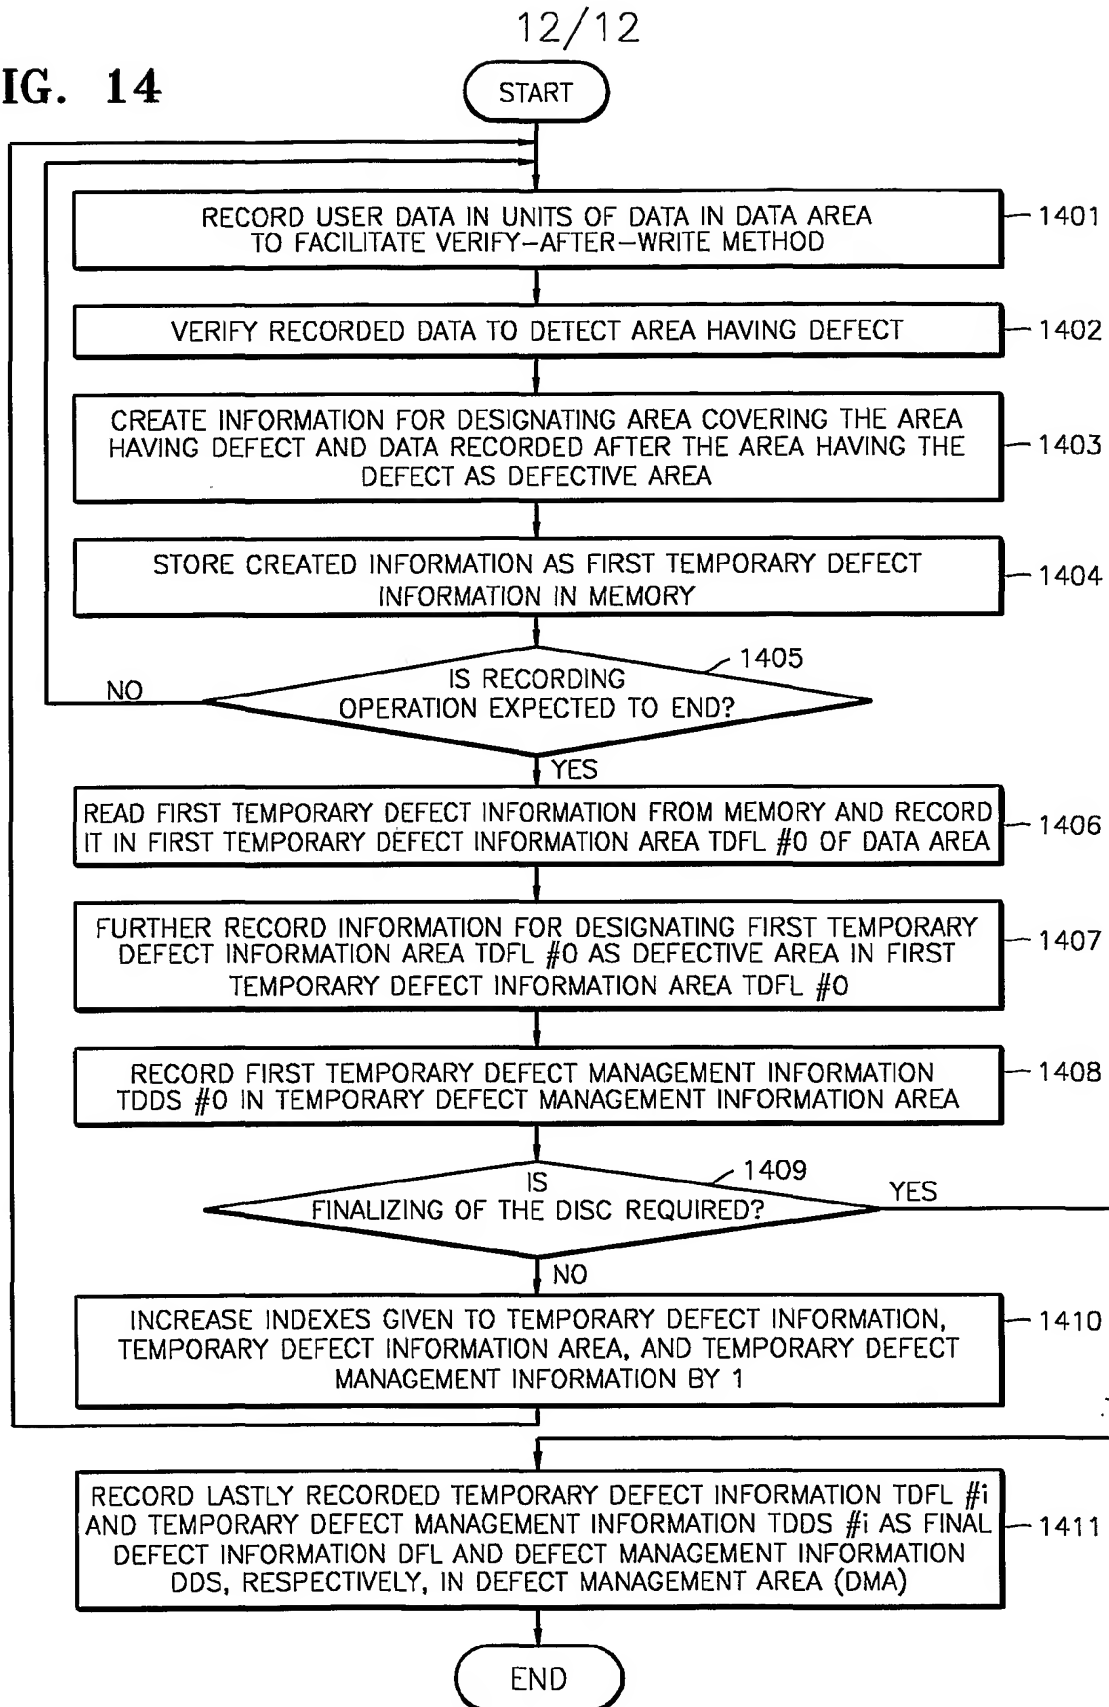 12/12
IG. 14
START
RECORD USER DATA IN UNITS OF DATA IN DATA AREA
TO FACILITATE VERIFY-AFTER-WRITE METHOD
1401
VERIFY RECORDED DATA TO DETECT AREA HAVING DEFECT
1402
CREATE INFORMATION FOR DESIGNATING AREA COVERING THE AREA
HAVING DEFECT AND DATA RECORDED AFTER THE AREA HAVING THE
DEFECT AS DEFECTIVE AREA
1403
STORE CREATED INFORMATION AS FIRST TEMPORARY DEFECT
INFORMATION IN MEMORY
1404
1405
IS RECORDING
OPERATION EXPECTED TO END?
NO
YES
READ FIRST TEMPORARY DEFECT INFORMATION FROM MEMORY AND RECORD
IT IN FIRST TEMPORARY DEFECT INFORMATION AREA TDFL #0 OF DATA AREA
1406
FURTHER RECORD INFORMATION FOR DESIGNATING FIRST TEMPORARY
DEFECT INFORMATION AREA TDFL #0 AS DEFECTIVE AREA IN FIRST
TEMPORARY DEFECT INFORMATION AREA TDFL #0
1407
RECORD FIRST TEMPORARY DEFECT MANAGEMENT INFORMATION
TDDS #0 IN TEMPORARY DEFECT MANAGEMENT INFORMATION AREA
1408
1409
IS
FINALIZING OF THE DISC REQUIRED?
YES
NO
INCREASE INDEXES GIVEN TO TEMPORARY DEFECT INFORMATION,
TEMPORARY DEFECT INFORMATION AREA, AND TEMPORARY DEFECT
MANAGEMENT INFORMATION BY 1
1410
RECORD LASTLY RECORDED TEMPORARY DEFECT INFORMATION TDFL #i
AND TEMPORARY DEFECT MANAGEMENT INFORMATION TDDS #i AS FINAL
DEFECT INFORMATION DFL AND DEFECT MANAGEMENT INFORMATION
DDS, RESPECTIVELY, IN DEFECT MANAGEMENT AREA (DMA)
1411
END